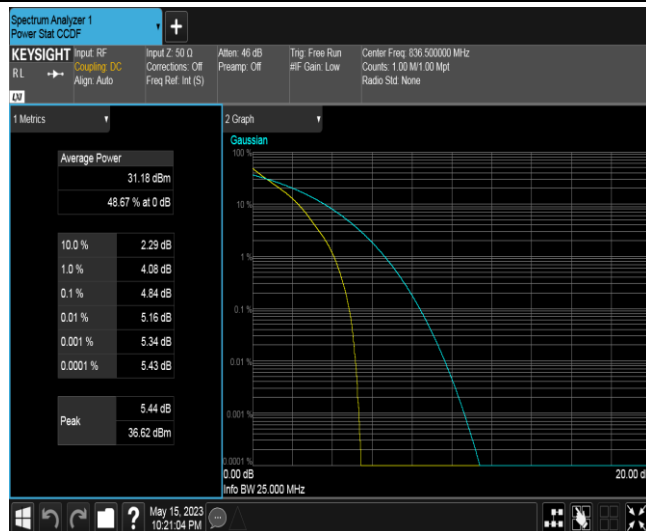 Spectrum Analyzer 1
Power Stat CCDF
+
KEYSIGHT
RL
Input: RF
Coupling: DC
Align: Auto
Input Z: 50 Ω
Corrections: Off
Freq Ref: Int (S)
Atten: 46 dB
Preamp: Off
Trig: Free Run
#IF Gain: Low
Center Freq: 836.500000 MHz
Counts: 1.00 M/1.00 Mpt
Radio Std: None
1 Metrics
Average Power
31.18 dBm
48.67 % at 0 dB
10.0 % 2.29 dB
1.0 % 4.08 dB
0.1 % 4.84 dB
0.01 % 5.16 dB
0.001 % 5.34 dB
0.0001 % 5.43 dB
Peak
5.44 dB
36.62 dBm
2 Graph
Gaussian
100 %
10 %
1 %
0.1 %
0.01 %
0.001 %
0.0001 %
0.00 dB
20.00 d
Info BW 25.000 MHz
?
May 15, 2023
10:21:04 PM